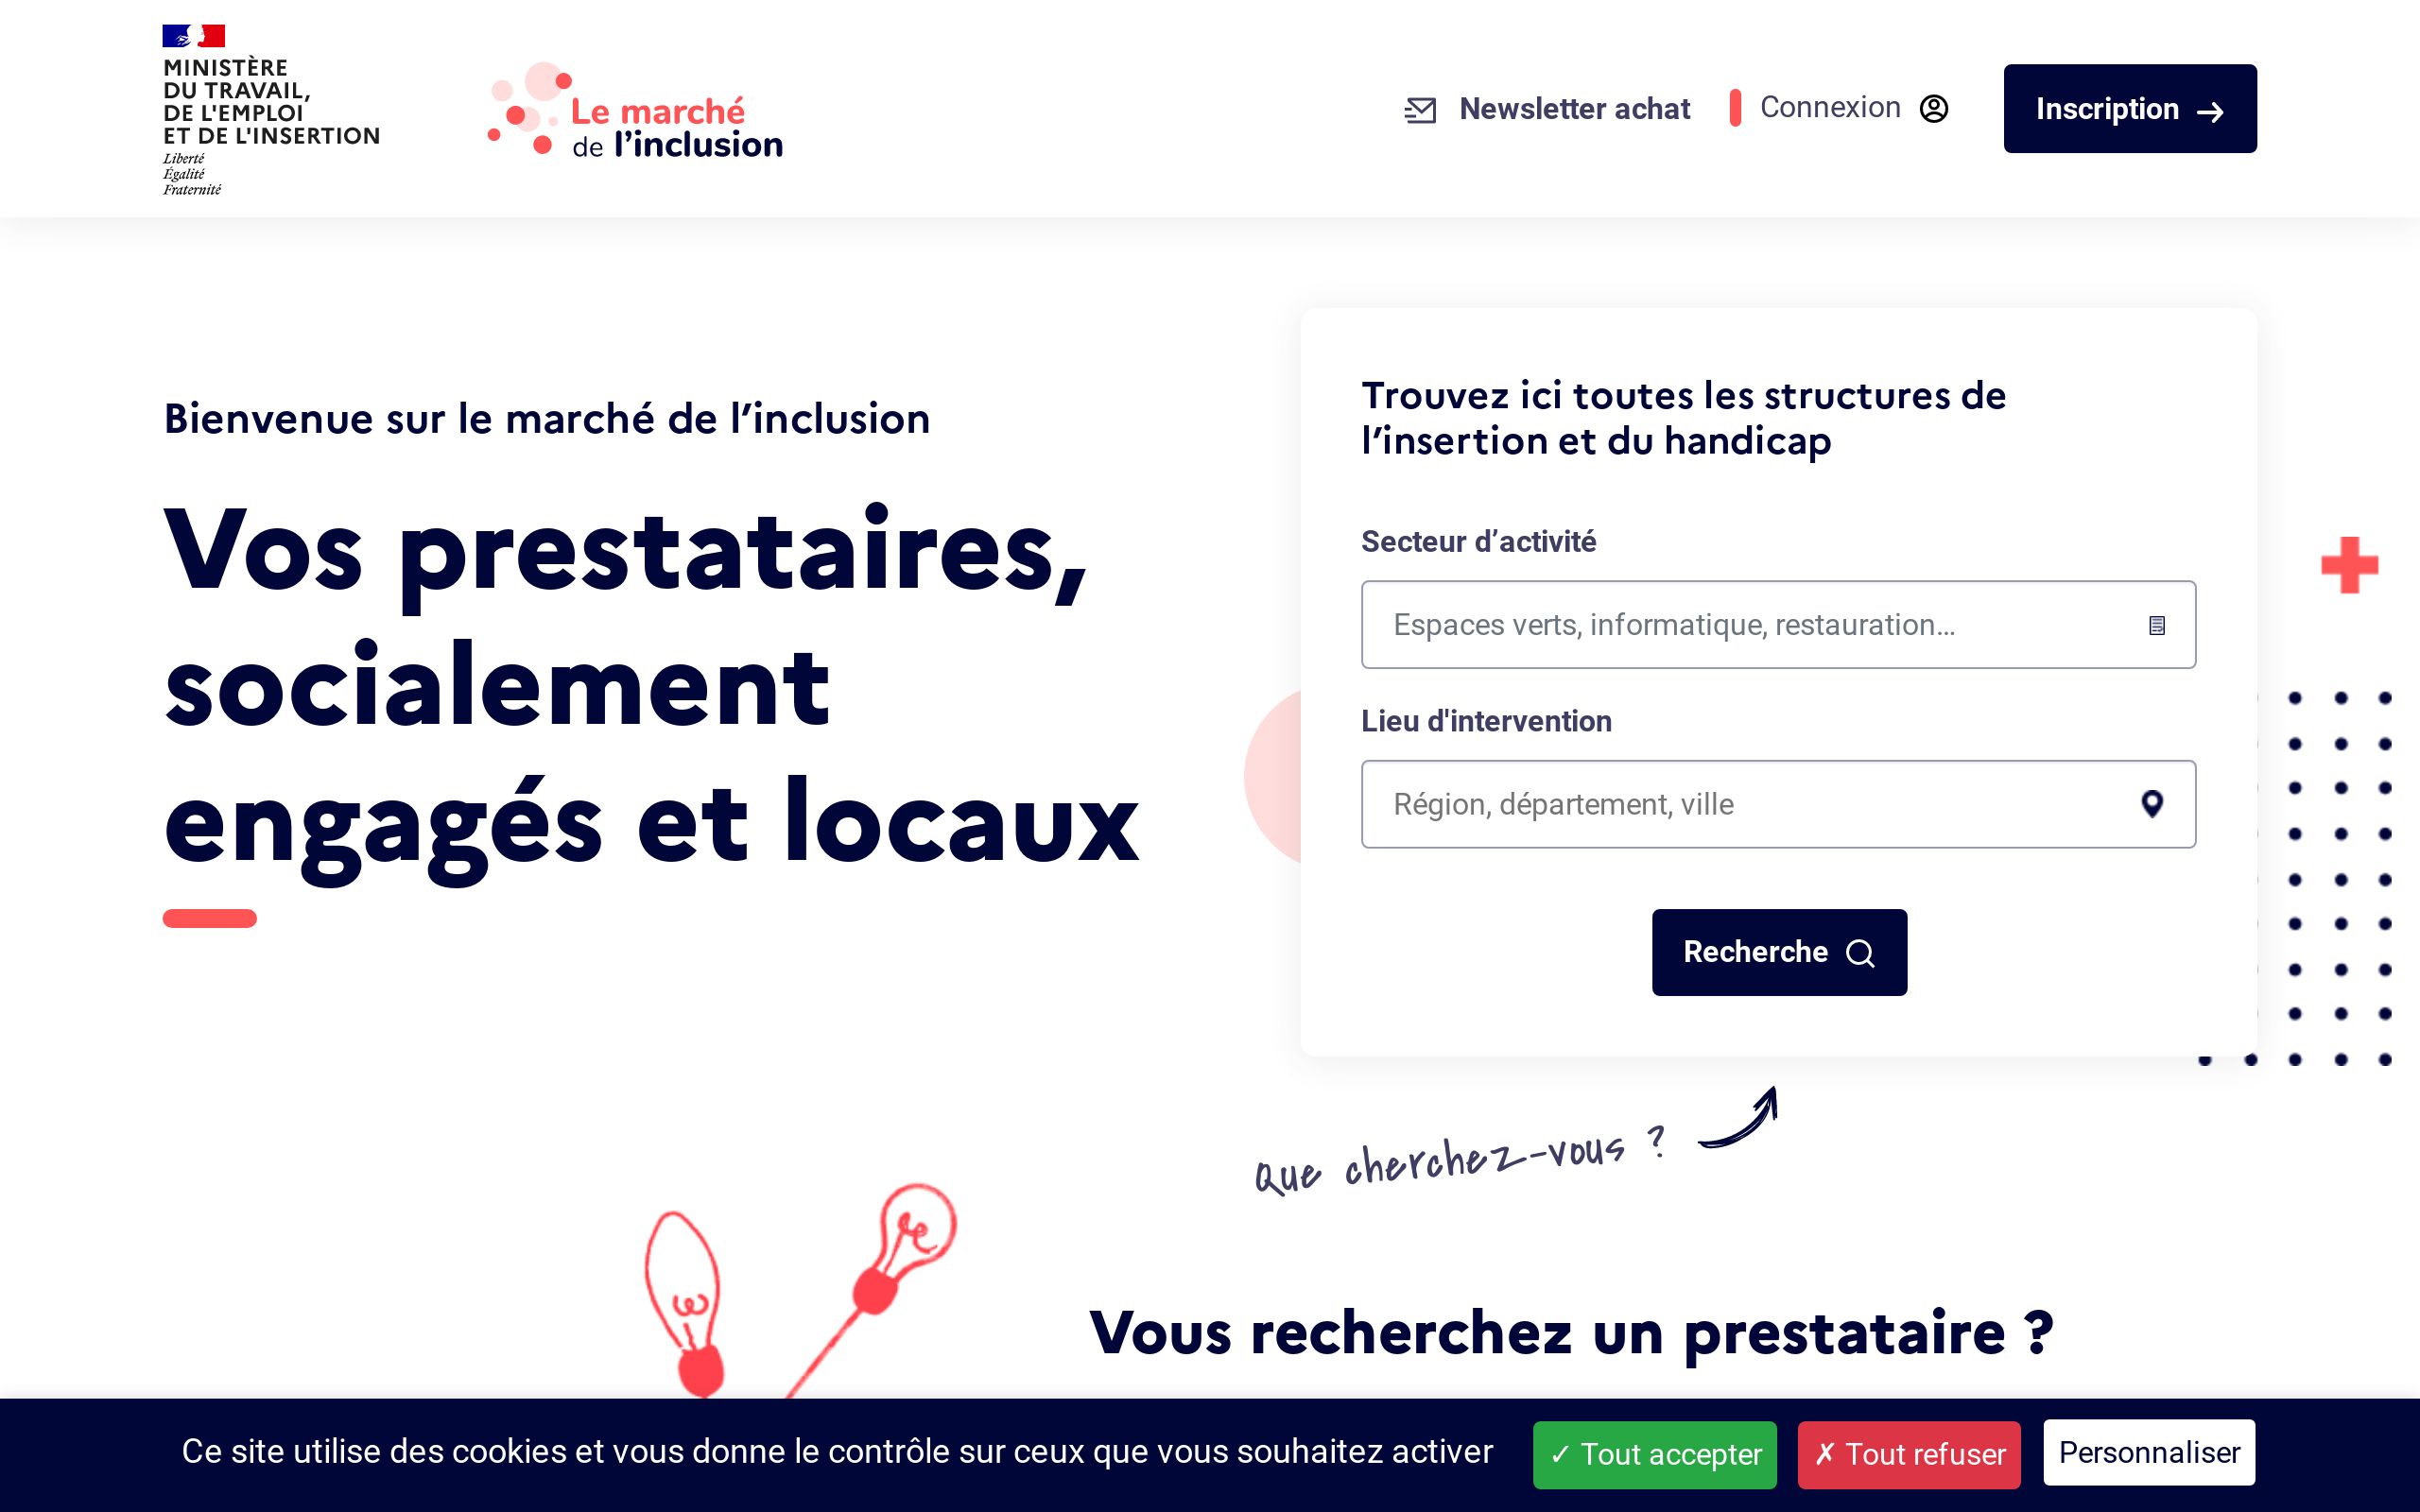 MINISTÈRE
DU TRAVAIL,
DE L'EMPLOI
ET DE L'INSERTION
Liberté
Égalité
Fraternité
Le marché
de l’inclusion
Newsletter achat
Connexion
Inscription
Bienvenue sur le marché de l’inclusion
Vos prestataires,
socialement
engagés et locaux
Trouvez ici toutes les structures de
l’insertion et du handicap
Secteur d’activité
Espaces verts, informatique, restauration...
Lieu d'intervention
Région, département, ville
Recherche
Que cherchez-vous ?
Vous recherchez un prestataire ?
Ce site utilise des cookies et vous donne le contrôle sur ceux que vous souhaitez activer
✓ Tout accepter
✗ Tout refuser
Personnaliser